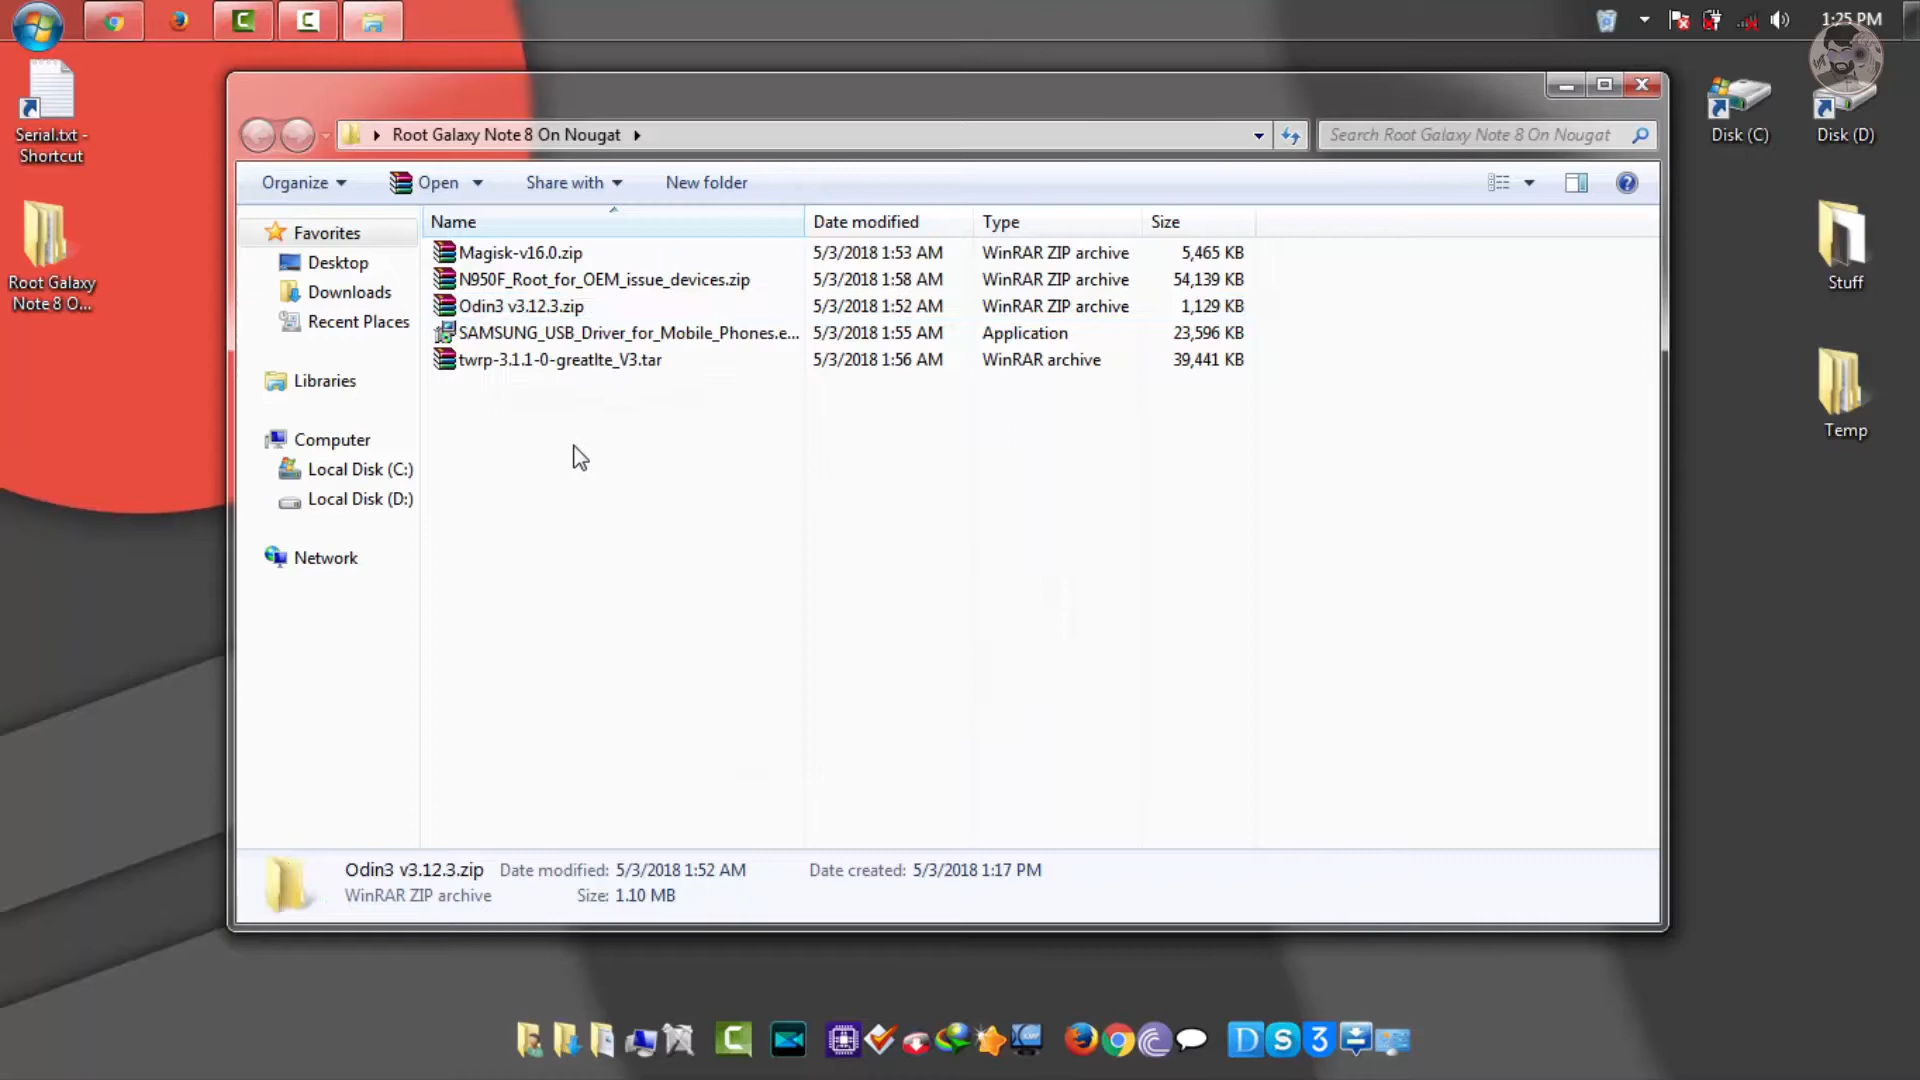 1:25 PM
Serial.txt -
Shortcut
Root Galaxy
Note 8 O...
Disk (C)
Disk (D)
Stuff
Temp
Root Galaxy Note 8 On Nougat
Search Root Galaxy Note 8 On Nougat
Organize
Open
Share with
New folder
Favorites
Desktop
Downloads
Recent Places
Libraries
Computer
Local Disk (C:)
Local Disk (D:)
Network
Name Date modified Type Size
Magisk-v16.0.zip 5/3/2018 1:53 AM WinRAR ZIP archive 5,465 KB
N950F_Root_for_OEM_issue_devices.zip 5/3/2018 1:58 AM WinRAR ZIP archive 54,139 KB
Odin3 v3.12.3.zip 5/3/2018 1:52 AM WinRAR ZIP archive 1,129 KB
SAMSUNG_USB_Driver_for_Mobile_Phones.e... 5/3/2018 1:55 AM Application 23,596 KB
twrp-3.1.1-0-greatlte_V3.tar 5/3/2018 1:56 AM WinRAR archive 39,441 KB
Odin3 v3.12.3.zip Date modified: 5/3/2018 1:52 AM Date created: 5/3/2018 1:17 PM
WinRAR ZIP archive Size: 1.10 MB